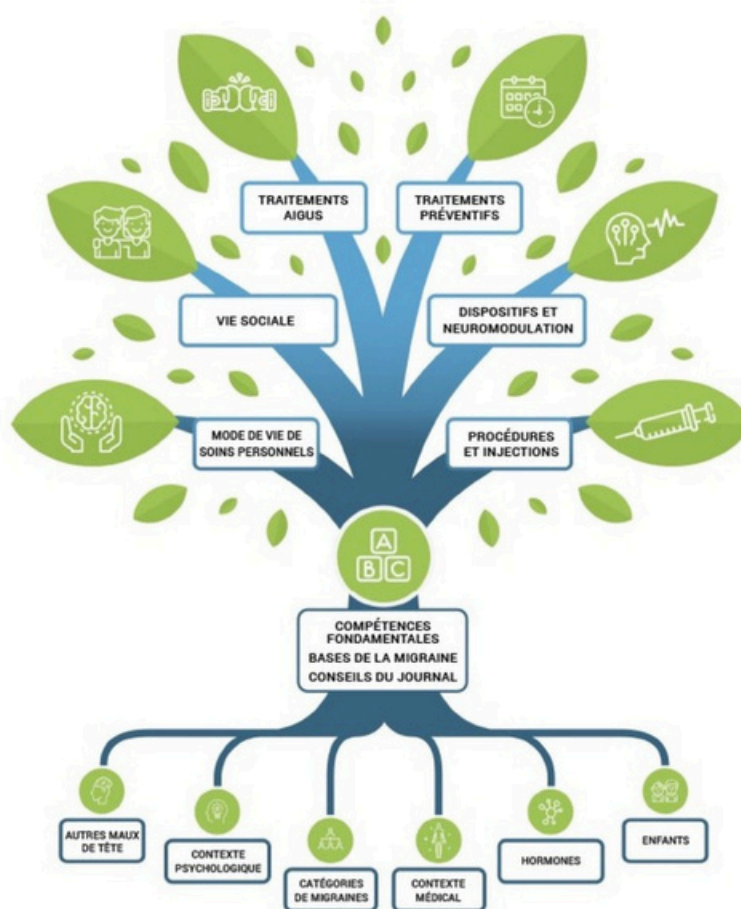 TRAITEMENTS
AIGUS
TRAITEMENTS
PRÉVENTIFS
VIE SOCIALE
DISPOSITIFS ET
NEUROMODULATION
MODE DE VIE DE
SOINS PERSONNELS
PROCÉDURES
ET INJECTIONS
A
B C
COMPÉTENCES
FONDAMENTALES
BASES DE LA MIGRAINE
CONSEILS DU JOURNAL
AUTRES MAUX
DE TÊTE
CONTEXTE
PSYCHOLOGIQUE
CATÉGORIES
DE MIGRAINES
CONTEXTE
MÉDICAL
HORMONES
ENFANTS